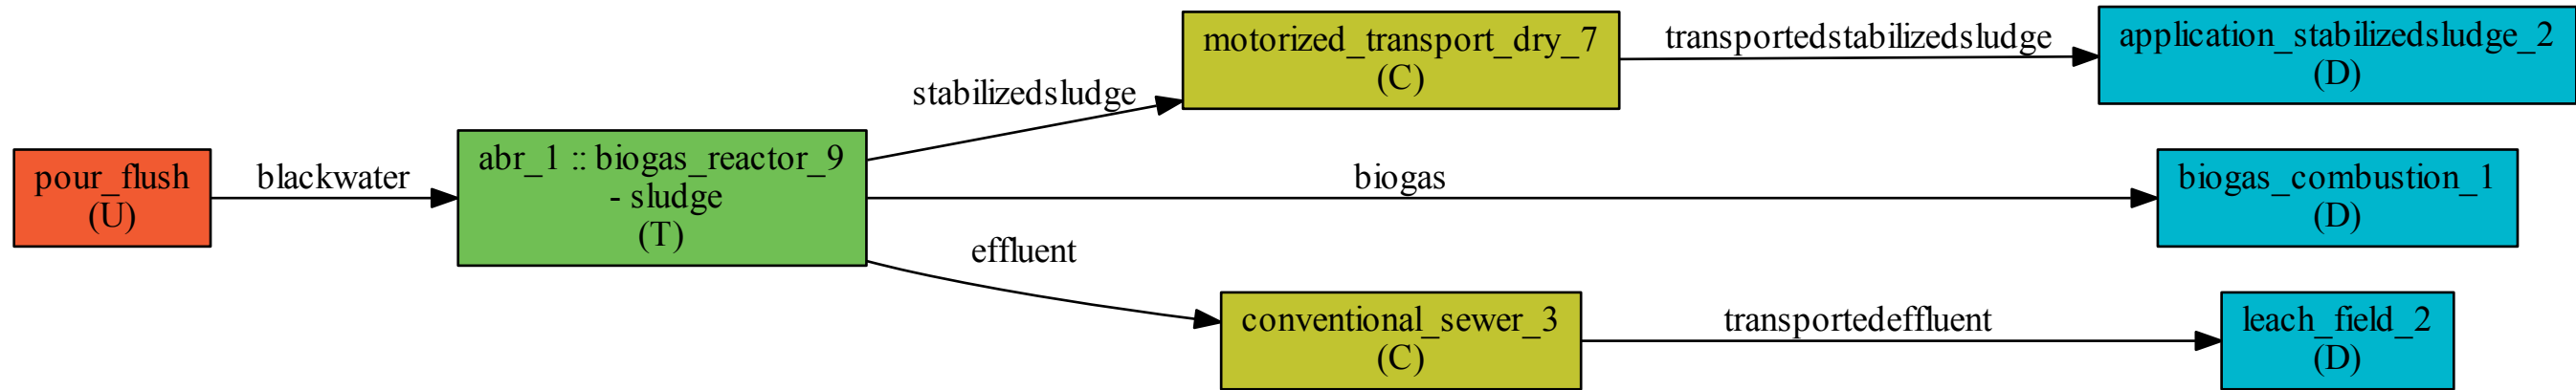 pour_flush
(U)
blackwater
abr_1 :: biogas_reactor_9
- sludge
(T)
stabilizedsludge
motorized_transport_dry_7
(C)
transportedstabilizedsludge
application_stabilizedsludge_2
(D)
biogas
biogas_combustion_1
(D)
effluent
conventional_sewer_3
(C)
transportedeffluent
leach_field_2
(D)